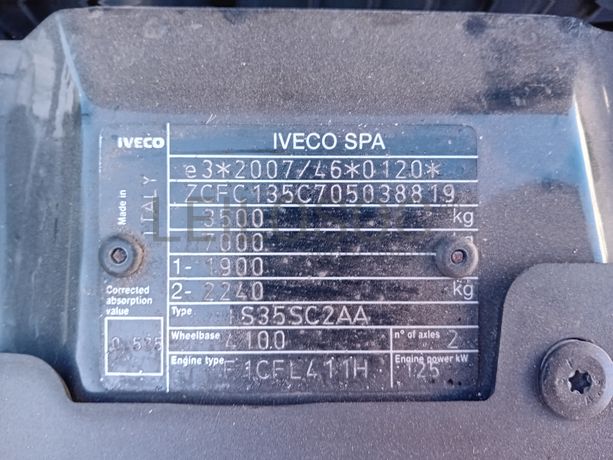 IVECO IVECO SPA
e3*2007/46*0120*
ZCFC135C705038819
3500 kg
7000
1- 1900
2- 2240 kg
Made in ITALY
Corrected absorption value
Type IS35SC2AA
Wheelbase 4100 n° of axles 2
Engine type F1CFL411H Engine power kW 125